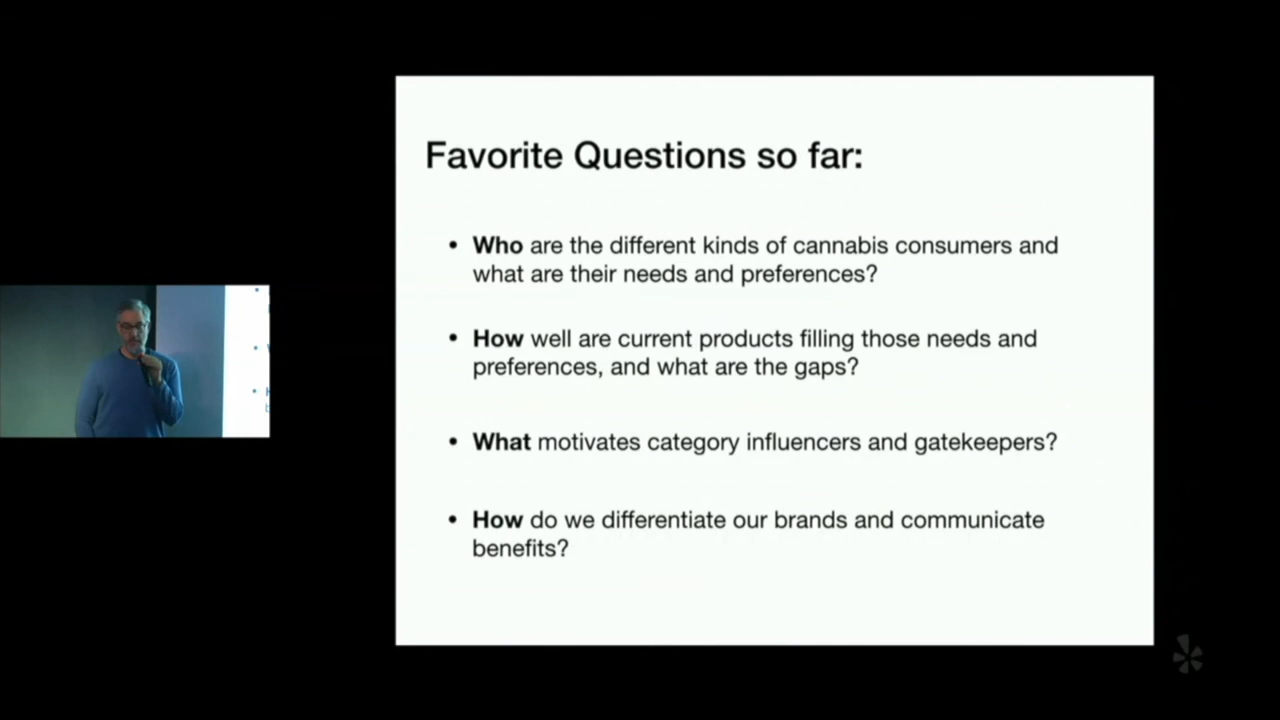 Favorite Questions so far:
• Who are the different kinds of cannabis consumers and
what are their needs and preferences?
• How well are current products filling those needs and
preferences, and what are the gaps?
• What motivates category influencers and gatekeepers?
• How do we differentiate our brands and communicate
benefits?